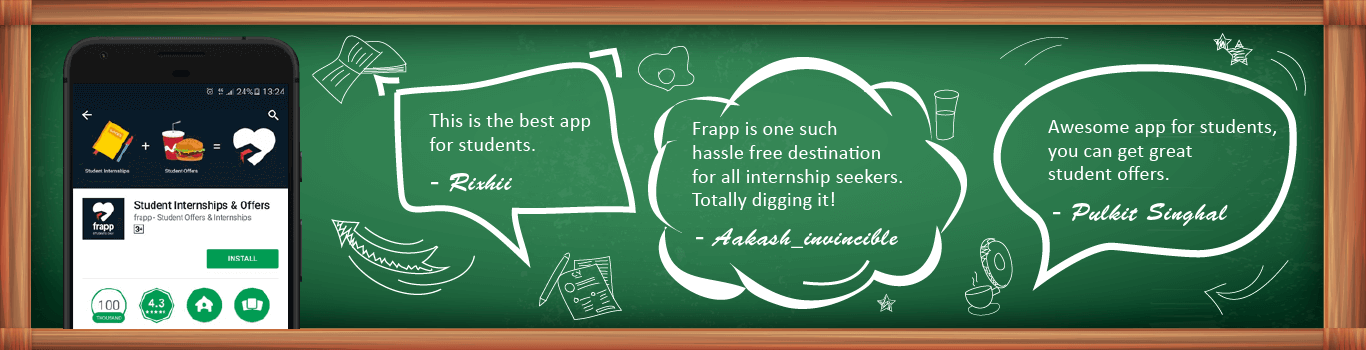 24% 13:24
Student Internships
+
Student Offers
=
frapp
Student Internships & Offers
frapp - Student Offers & Internships
3+
INSTALL
100
THOUSAND
4.3
This is the best app
for students.
- Rixhii
Frapp is one such
hassle free destination
for all internship seekers.
Totally digging it!
- Aakash_invincible
Awesome app for students,
you can get great
student offers.
- Pulkit Singhal